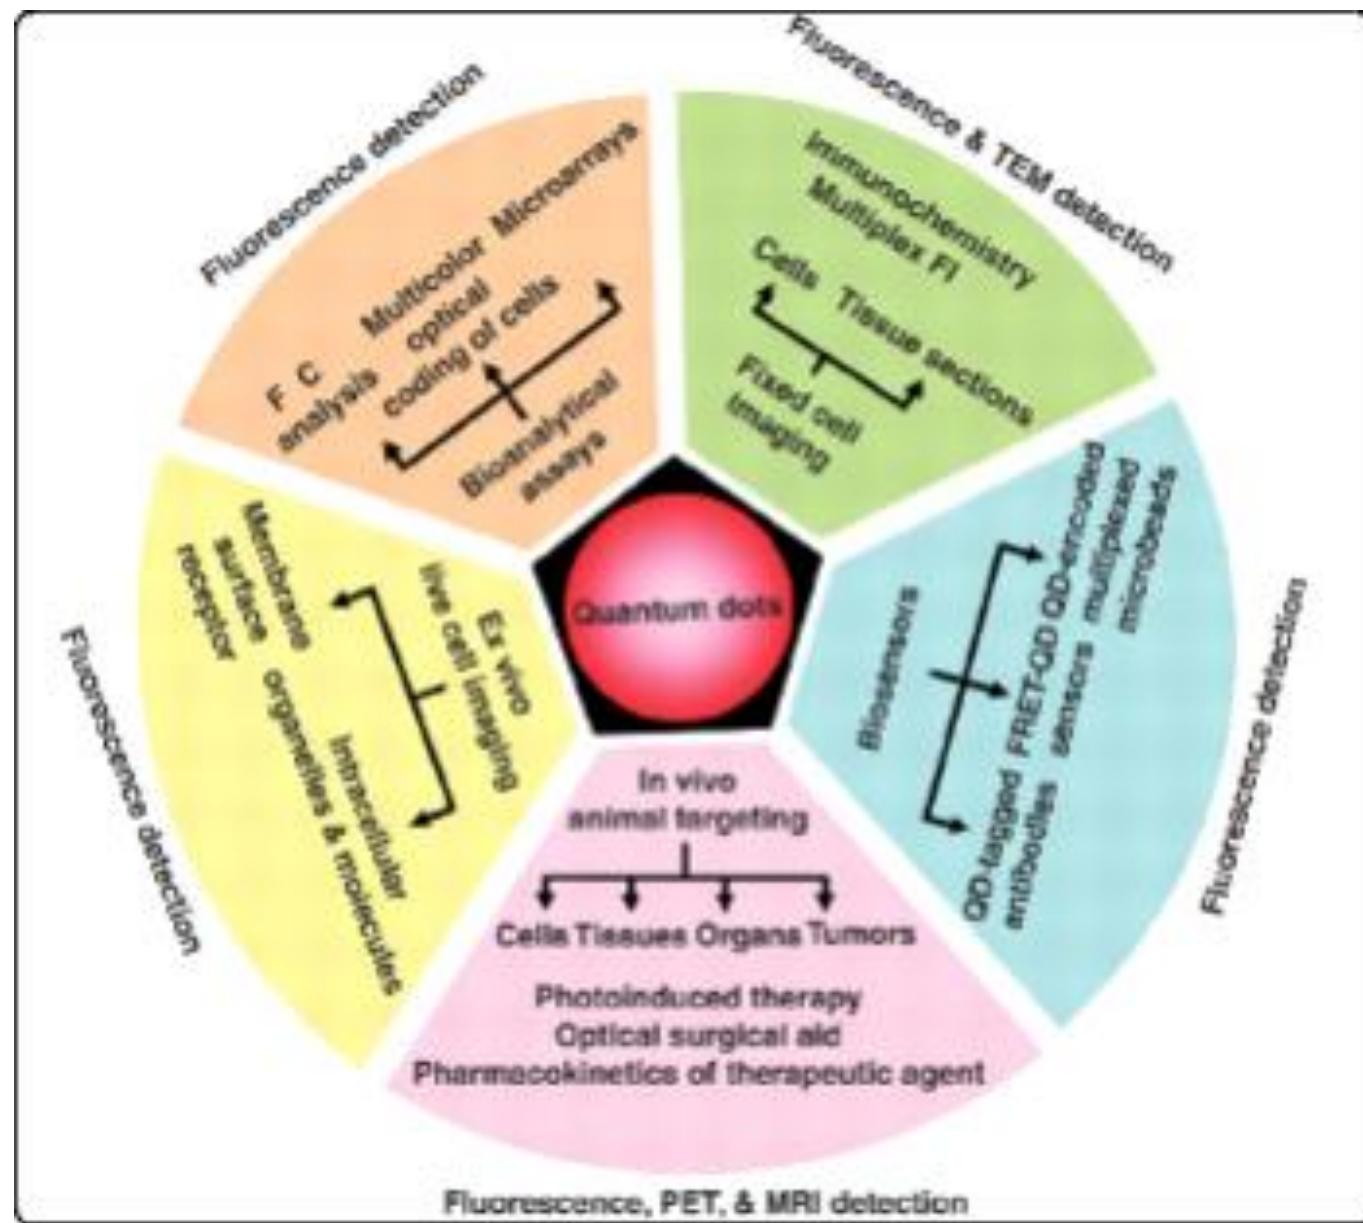 Fluorescence detection
F C
analysis
Multicolor
optical
coding of cells
Microarrays
Bioanalytical
assays
Fluorescence & TEM detection
Immunochemistry
Multiplex FI
Cells
Tissue sections
Fixed cell
imaging
Fluorescence detection
Biosensors
QD-encoded
multiplexed
microbeads
FRET-QD
sensors
QD-tagged
antibodies
Quantum dots
Fluorescence detection
Ex vivo
live cell imaging
Membrane
surface
receptor
Intracellular
organelles & molecules
In vivo
animal targeting
Cells Tissues Organs Tumors
Photoinduced therapy
Optical surgical aid
Pharmacokinetics of therapeutic agent
Fluorescence, PET, & MRI detection